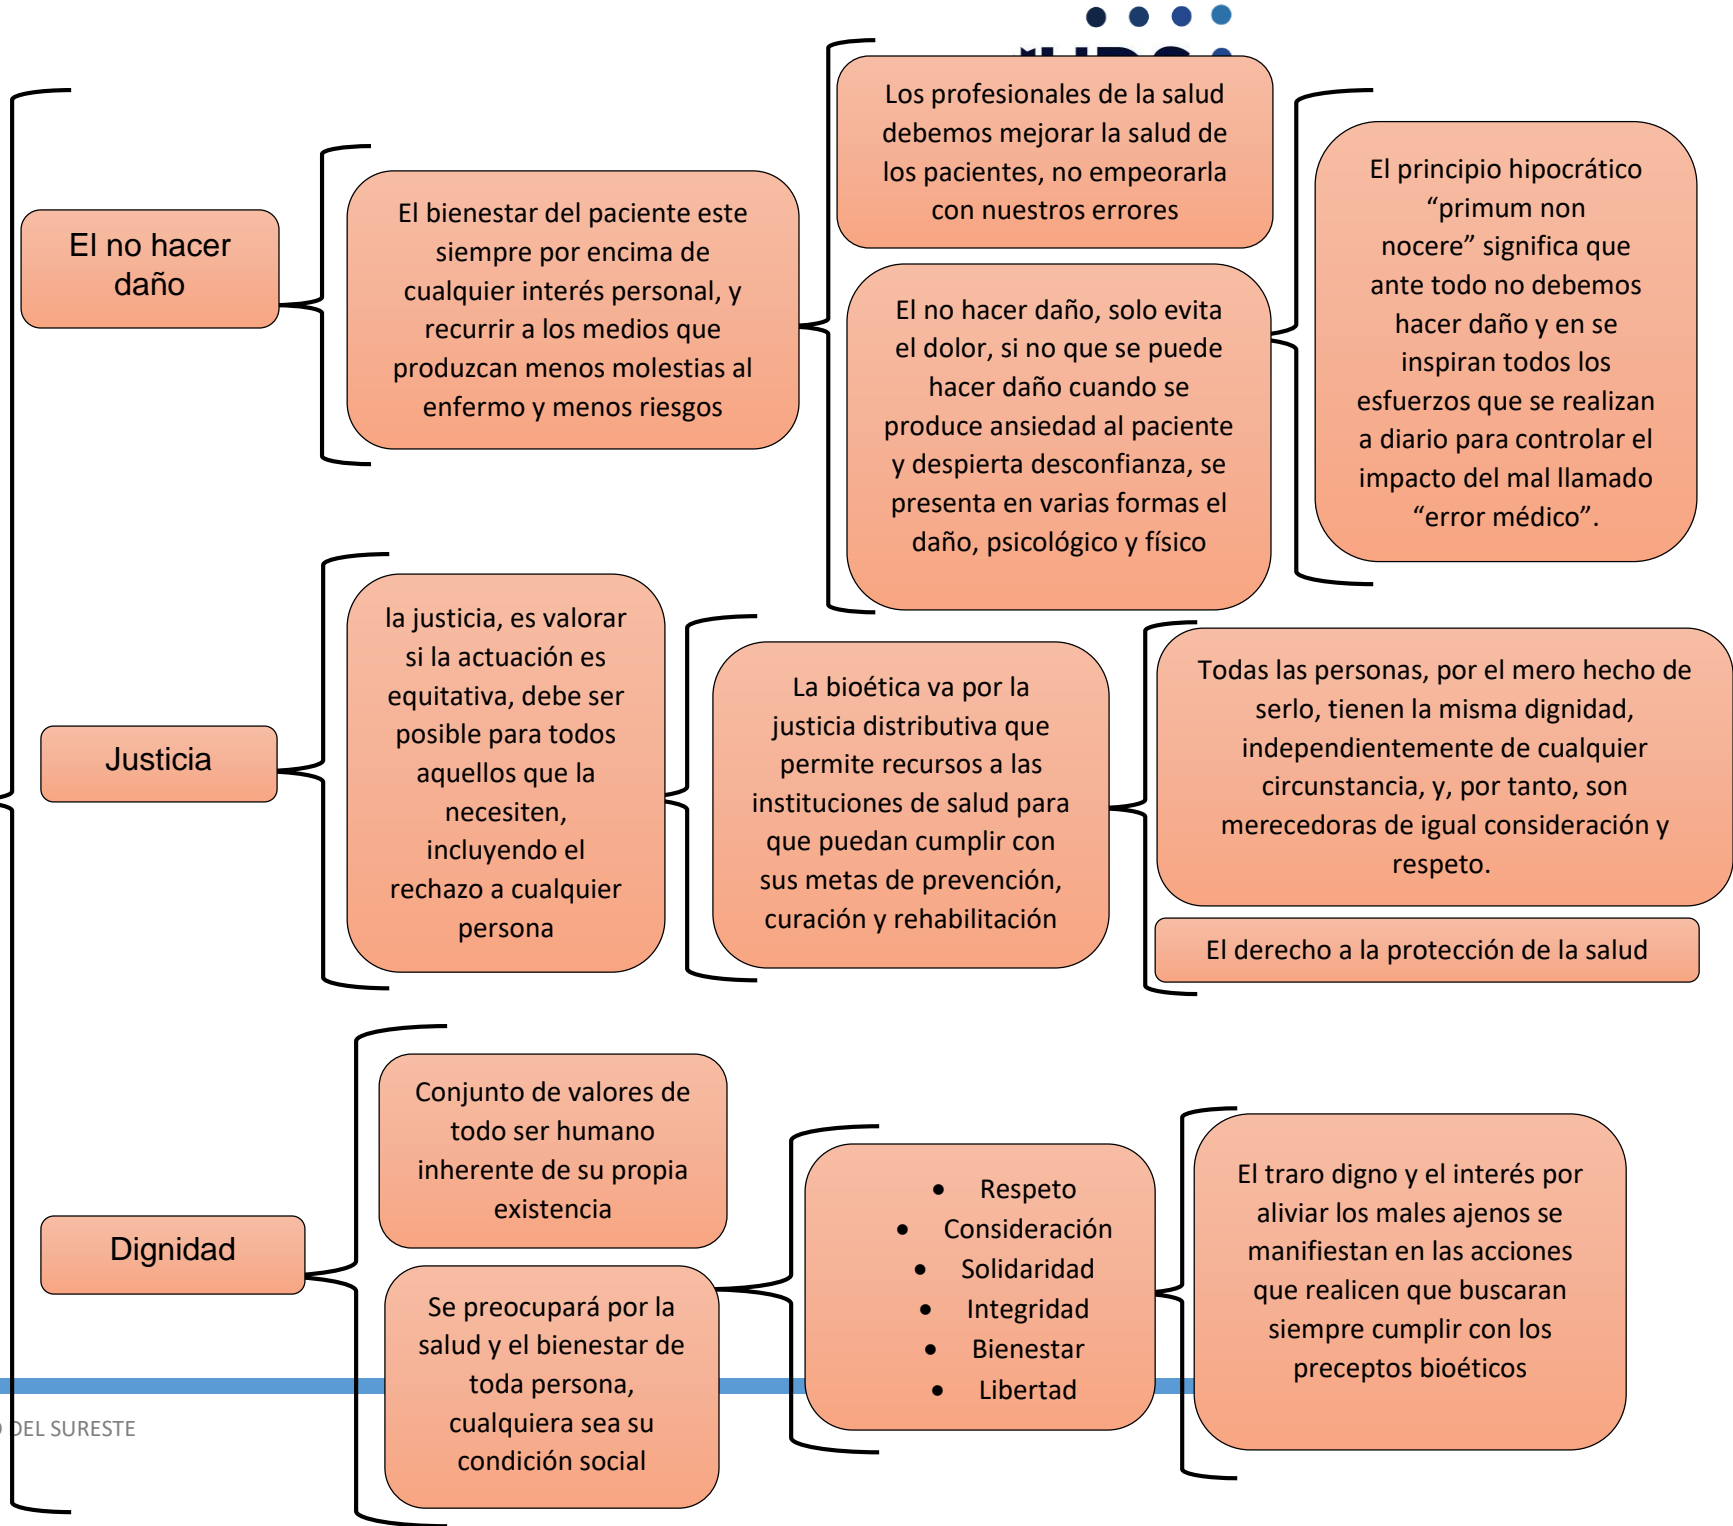 El no hacer
daño
El bienestar del paciente este
siempre por encima de
cualquier interés personal, y
recurrir a los medios que
produzcan menos molestias al
enfermo y menos riesgos
Los profesionales de la salud
debemos mejorar la salud de
los pacientes, no empeorarla
con nuestros errores
El no hacer daño, solo evita
el dolor, si no que se puede
hacer daño cuando se
produce ansiedad al paciente
y despierta desconfianza, se
presenta en varias formas el
daño, psicológico y físico
El principio hipocrático
“primum non
nocere” significa que
ante todo no debemos
hacer daño y en se
inspiran todos los
esfuerzos que se realizan
a diario para controlar el
impacto del mal llamado
“error médico”.
Justicia
la justicia, es valorar
si la actuación es
equitativa, debe ser
posible para todos
aquellos que la
necesiten,
incluyendo el
rechazo a cualquier
persona
La bioética va por la
justicia distributiva que
permite recursos a las
instituciones de salud para
que puedan cumplir con
sus metas de prevención,
curación y rehabilitación
Todas las personas, por el mero hecho de
serlo, tienen la misma dignidad,
independientemente de cualquier
circunstancia, y, por tanto, son
merecedoras de igual consideración y
respeto.
El derecho a la protección de la salud
Dignidad
Conjunto de valores de
todo ser humano
inherente de su propia
existencia
Se preocupará por la
salud y el bienestar de
toda persona,
cualquiera sea su
condición social
• Respeto
• Consideración
• Solidaridad
• Integridad
• Bienestar
• Libertad
El traro digno y el interés por
aliviar los males ajenos se
manifiestan en las acciones
que realicen que buscaran
siempre cumplir con los
preceptos bioéticos
DEL SURESTE